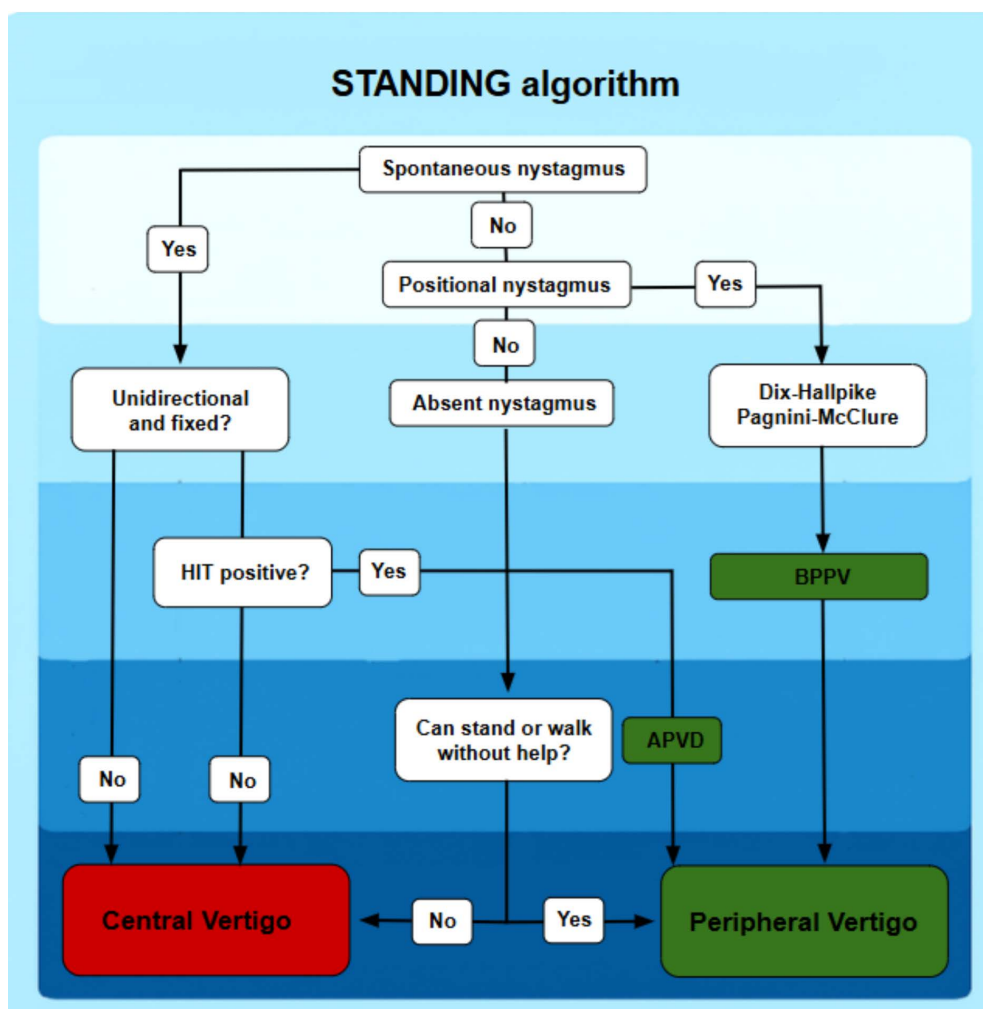 STANDING algorithm
Spontaneous nystagmus
No
Yes
Positional nystagmus
Yes
No
Unidirectional
and fixed?
Absent nystagmus
Dix-Hallpike
Pagnini-McClure
HIT positive?
Yes
BPPV
Can stand or walk
without help?
APVD
No
No
Central Vertigo
No
Yes
Peripheral Vertigo